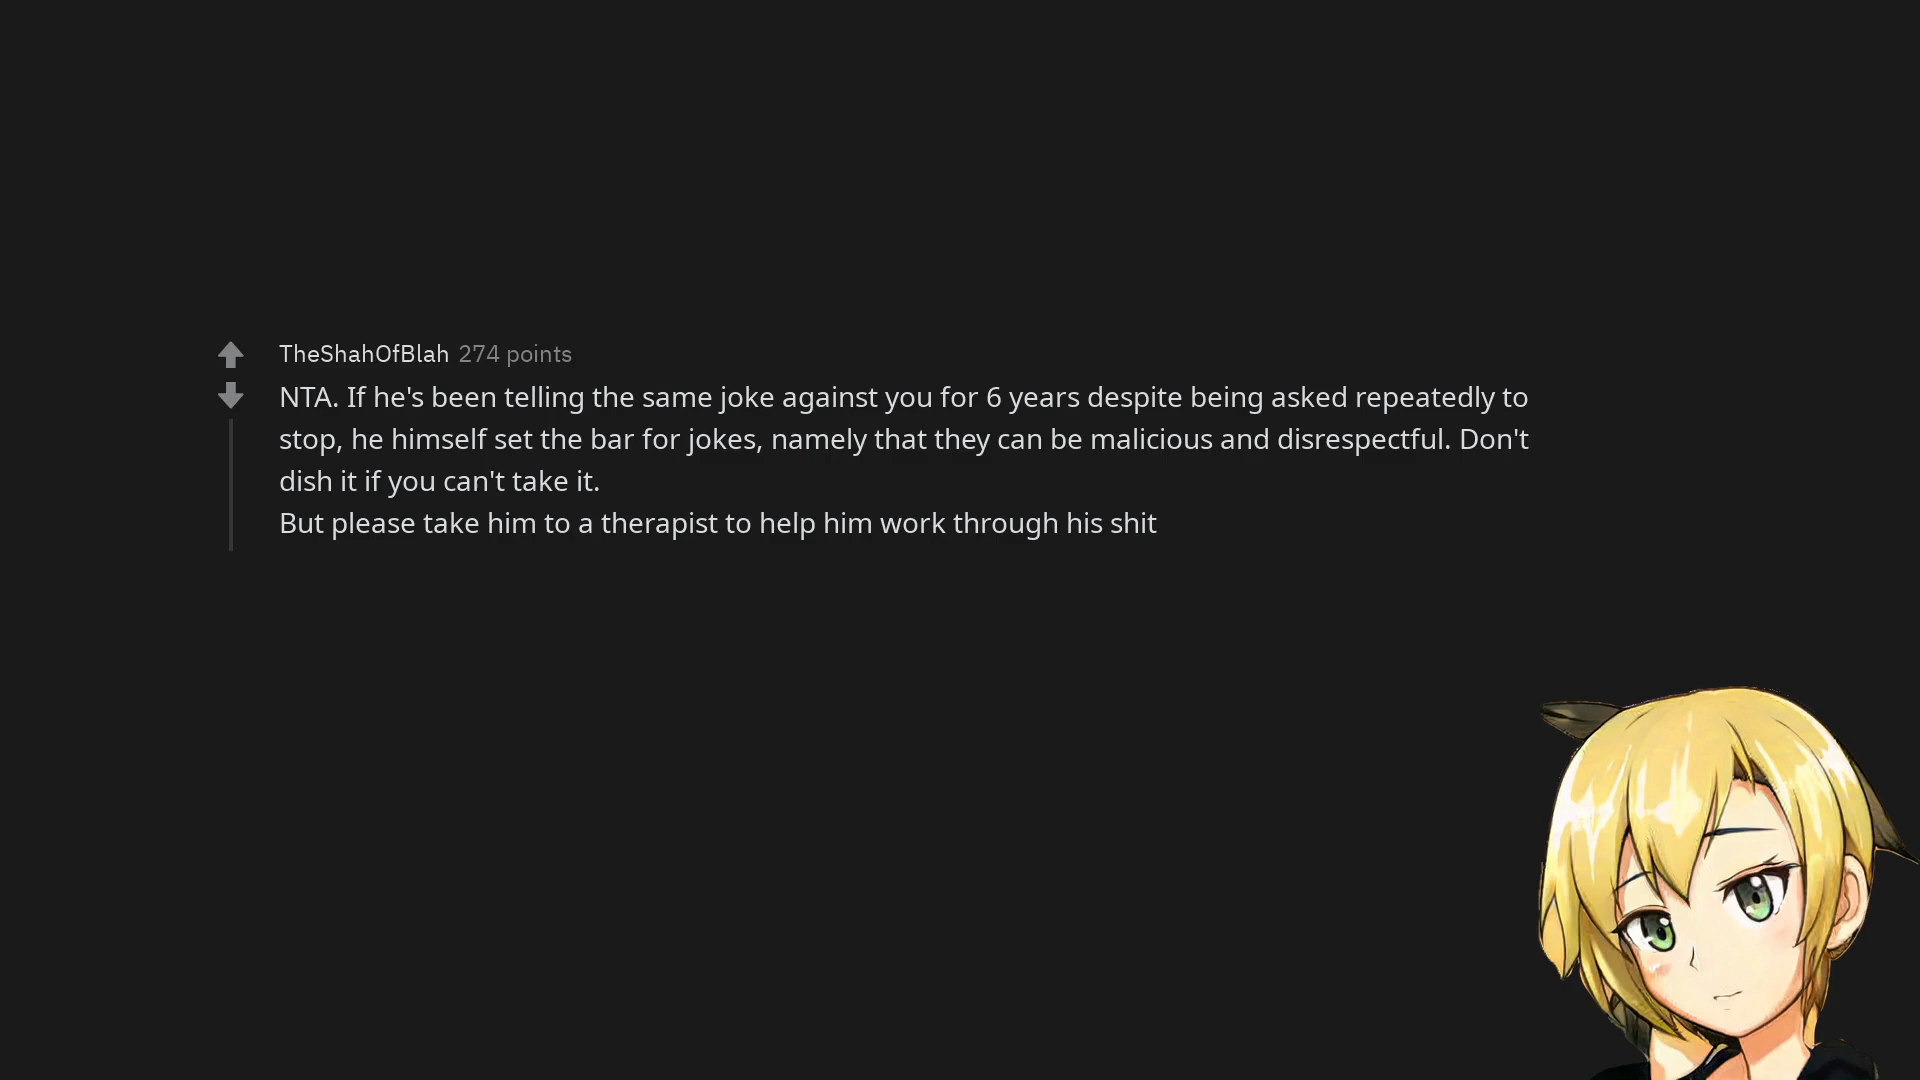 TheShahOfBlah 274 points
NTA. If he's been telling the same joke against you for 6 years despite being asked repeatedly to
stop, he himself set the bar for jokes, namely that they can be malicious and disrespectful. Don't
dish it if you can't take it.
But please take him to a therapist to help him work through his shit